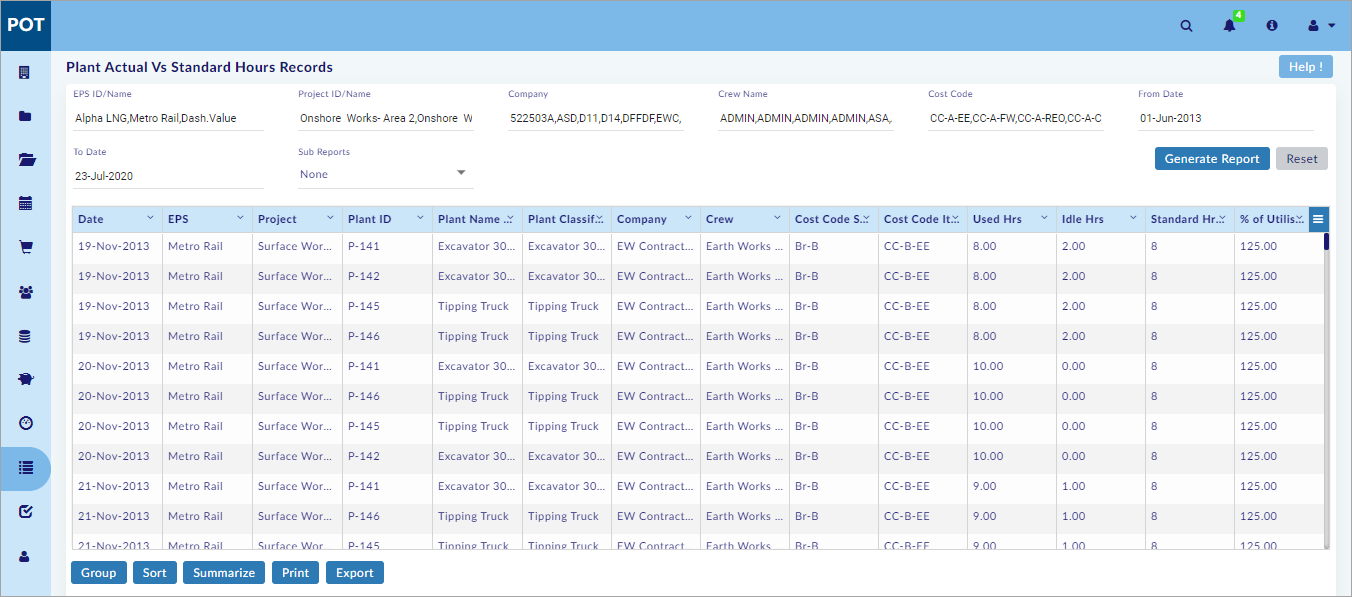 POT
4
Plant Actual Vs Standard Hours Records
Help !
EPS ID/Name Project ID/Name Company Crew Name Cost Code From Date
Alpha LNG,Metro Rail,Dash.Value Onshore Works- Area 2,Onshore W 522503A,ASD,D11,D14,DFFDF,EWC, ADMIN,ADMIN,ADMIN,ADMIN,ASA, CC-A-EE,CC-A-FW,CC-A-REO,CC-A-C 01-Jun-2013
To Date Sub Reports
23-Jul-2020 None Generate Report Reset
Date EPS Project Plant ID Plant Name ... Plant Classif... Company Crew Cost Code S... Cost Code It... Used Hrs Idle Hrs Standard Hr... % of Utilis...
19-Nov-2013 Metro Rail Surface Wor... P-141 Excavator 30... Excavator 30... EW Contract... Earth Works ... Br-B CC-B-EE 8.00 2.00 8 125.00
19-Nov-2013 Metro Rail Surface Wor... P-142 Excavator 30... Excavator 30... EW Contract... Earth Works ... Br-B CC-B-EE 8.00 2.00 8 125.00
19-Nov-2013 Metro Rail Surface Wor... P-145 Tipping Truck Tipping Truck EW Contract... Earth Works ... Br-B CC-B-EE 8.00 2.00 8 125.00
19-Nov-2013 Metro Rail Surface Wor... P-146 Tipping Truck Tipping Truck EW Contract... Earth Works ... Br-B CC-B-EE 8.00 2.00 8 125.00
20-Nov-2013 Metro Rail Surface Wor... P-141 Excavator 30... Excavator 30... EW Contract... Earth Works ... Br-B CC-B-EE 10.00 0.00 8 125.00
20-Nov-2013 Metro Rail Surface Wor... P-146 Tipping Truck Tipping Truck EW Contract... Earth Works ... Br-B CC-B-EE 10.00 0.00 8 125.00
20-Nov-2013 Metro Rail Surface Wor... P-145 Tipping Truck Tipping Truck EW Contract... Earth Works ... Br-B CC-B-EE 10.00 0.00 8 125.00
20-Nov-2013 Metro Rail Surface Wor... P-142 Excavator 30... Excavator 30... EW Contract... Earth Works ... Br-B CC-B-EE 10.00 0.00 8 125.00
21-Nov-2013 Metro Rail Surface Wor... P-141 Excavator 30... Excavator 30... EW Contract... Earth Works ... Br-B CC-B-EE 9.00 1.00 8 125.00
21-Nov-2013 Metro Rail Surface Wor... P-146 Tipping Truck Tipping Truck EW Contract... Earth Works ... Br-B CC-B-EE 9.00 1.00 8 125.00
21-Nov-2013 Metro Rail Surface Wor... P-145 Tipping Truck Tipping Truck EW Contract... Earth Works ... Br-B CC-B-EE 9.00 1.00 8 125.00
Group Sort Summarize Print Export